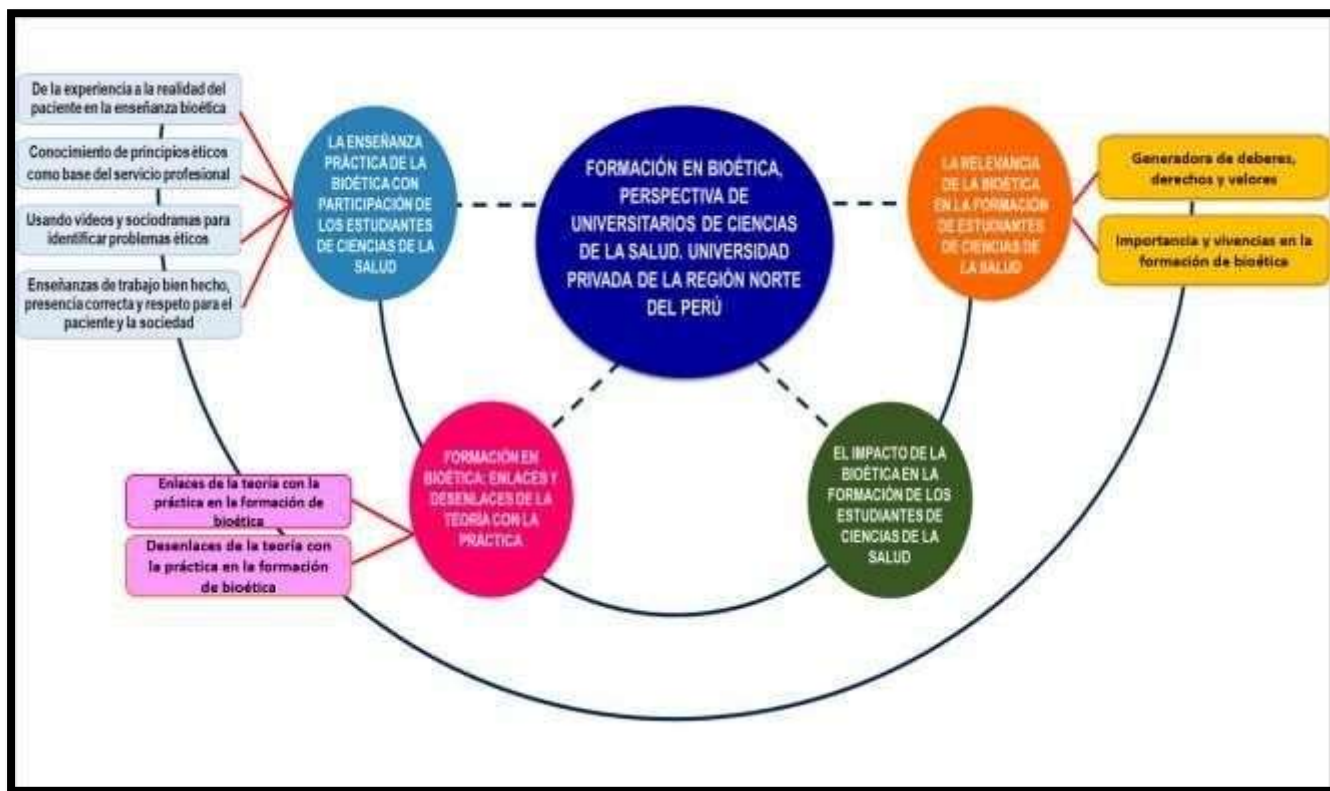 De la experiencia a la realidad del
paciente en la enseñanza bioética
Conocimiento de principios éticos
como base del servicio profesional
Usando videos y sociodramas para
identificar problemas éticos
Enseñanzas de trabajo bien hecho,
presencia correcta y respeto para el
paciente y la sociedad
LA ENSEÑANZA
PRÁCTICA DE LA
BIOÉTICA CON
PARTICIPACIÓN DE
LOS ESTUDIANTES
DE CIENCIAS DE LA
SALUD
FORMACIÓN EN BIOÉTICA,
PERSPECTIVA DE
UNIVERSITARIOS DE CIENCIAS
DE LA SALUD. UNIVERSIDAD
PRIVADA DE LA REGIÓN NORTE
DEL PERÚ
LA RELEVANCIA
DE LA BIOÉTICA
EN LA FORMACIÓN
DE ESTUDIANTES
DE CIENCIAS DE
LA SALUD
Generadora de deberes,
derechos y valores
Importancia y vivencias en la
formación de bioética
Enlaces de la teoría con la
práctica en la formación de
bioética
Desenlaces de la teoría con
la práctica en la formación
de bioética
FORMACIÓN EN
BIOÉTICA: ENLACES Y
DESENLACES DE LA
TEORÍA CON LA
PRÁCTICA
EL IMPACTO DE LA
BIOÉTICA EN LA
FORMACIÓN DE LOS
ESTUDIANTES DE
CIENCIAS DE LA
SALUD